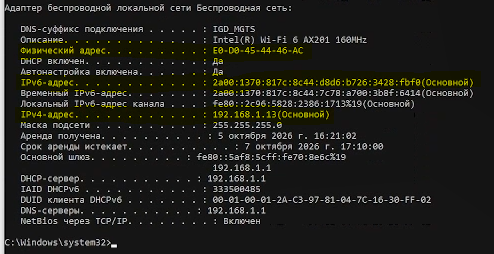 Адаптер беспроводной локальной сети Беспроводная сеть:
DNS-суффикс подключения . . . . . : IGD_MGTS
Описание. . . . . . . . . . . . . : Intel(R) Wi-Fi 6 AX201 160MHz
Физический адрес. . . . . . . . . : E0-D0-45-44-46-AC
DHCP включен. . . . . . . . . . . : Да
Автонастройка включена. . . . . . : Да
IPv6-адрес. . . . . . . . . . . . : 2a00:1370:817c:8c44:d8d6:b726:3428:fbf0(Основной)
Временный IPv6-адрес. . . . . . . : 2a00:1370:817c:8c44:7c78:a700:3b8f:6414(Основной)
Локальный IPv6-адрес канала . . . : fe80::2c96:5828:2386:1713%19(Основной)
IPv4-адрес. . . . . . . . . . . . : 192.168.1.13(Основной)
Маска подсети . . . . . . . . . . : 255.255.255.0
Аренда получена. . . . . . . . . . : 5 октября 2026 г. 16:21:02
Срок аренды истекает. . . . . . . . . . : 7 октября 2026 г. 17:10:00
Основной шлюз. . . . . . . . . : fe80::5af8:5cff:fe70:8e6c%19
192.168.1.1
DHCP-сервер. . . . . . . . . . . : 192.168.1.1
IAID DHCPv6 . . . . . . . . . . . : 333500485
DUID клиента DHCPv6 . . . . . . . : 00-01-00-01-2A-C3-97-81-04-7C-16-30-FF-02
DNS-серверы. . . . . . . . . . . : 192.168.1.1
NetBios через TCP/IP. . . . . . . . : Включен
C:\Windows\system32>